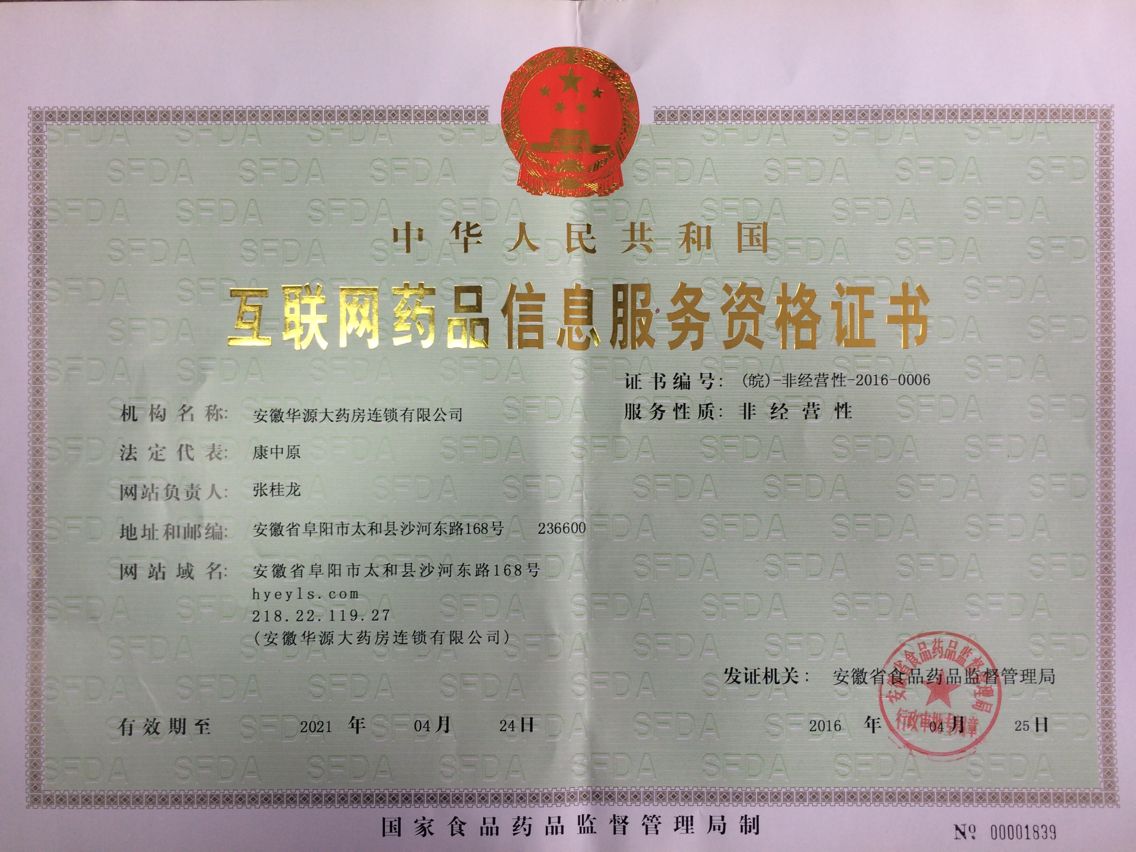 中华人民共和国
互联网药品信息服务资格证书
证书编号: (皖)-非经营性-2016-0006
服务性质: 非经营性
机构名称: 安徽华源大药房连锁有限公司
法定代表: 康中原
网站负责人: 张桂龙
地址和邮编: 安徽省阜阳市太和县沙河东路168号 236600
网站域名: 安徽省阜阳市太和县沙河东路168号
hyeyls.com
218.22.119.27
(安徽华源大药房连锁有限公司)
发证机关: 安徽省食品药品监督管理局
安徽省食品药品监督管理局
行政审批专用章
有效期至 2021 年 04月 24日
2016 年 04月 25日
国家食品药品监督管理局制
№ 00001839
SFDA